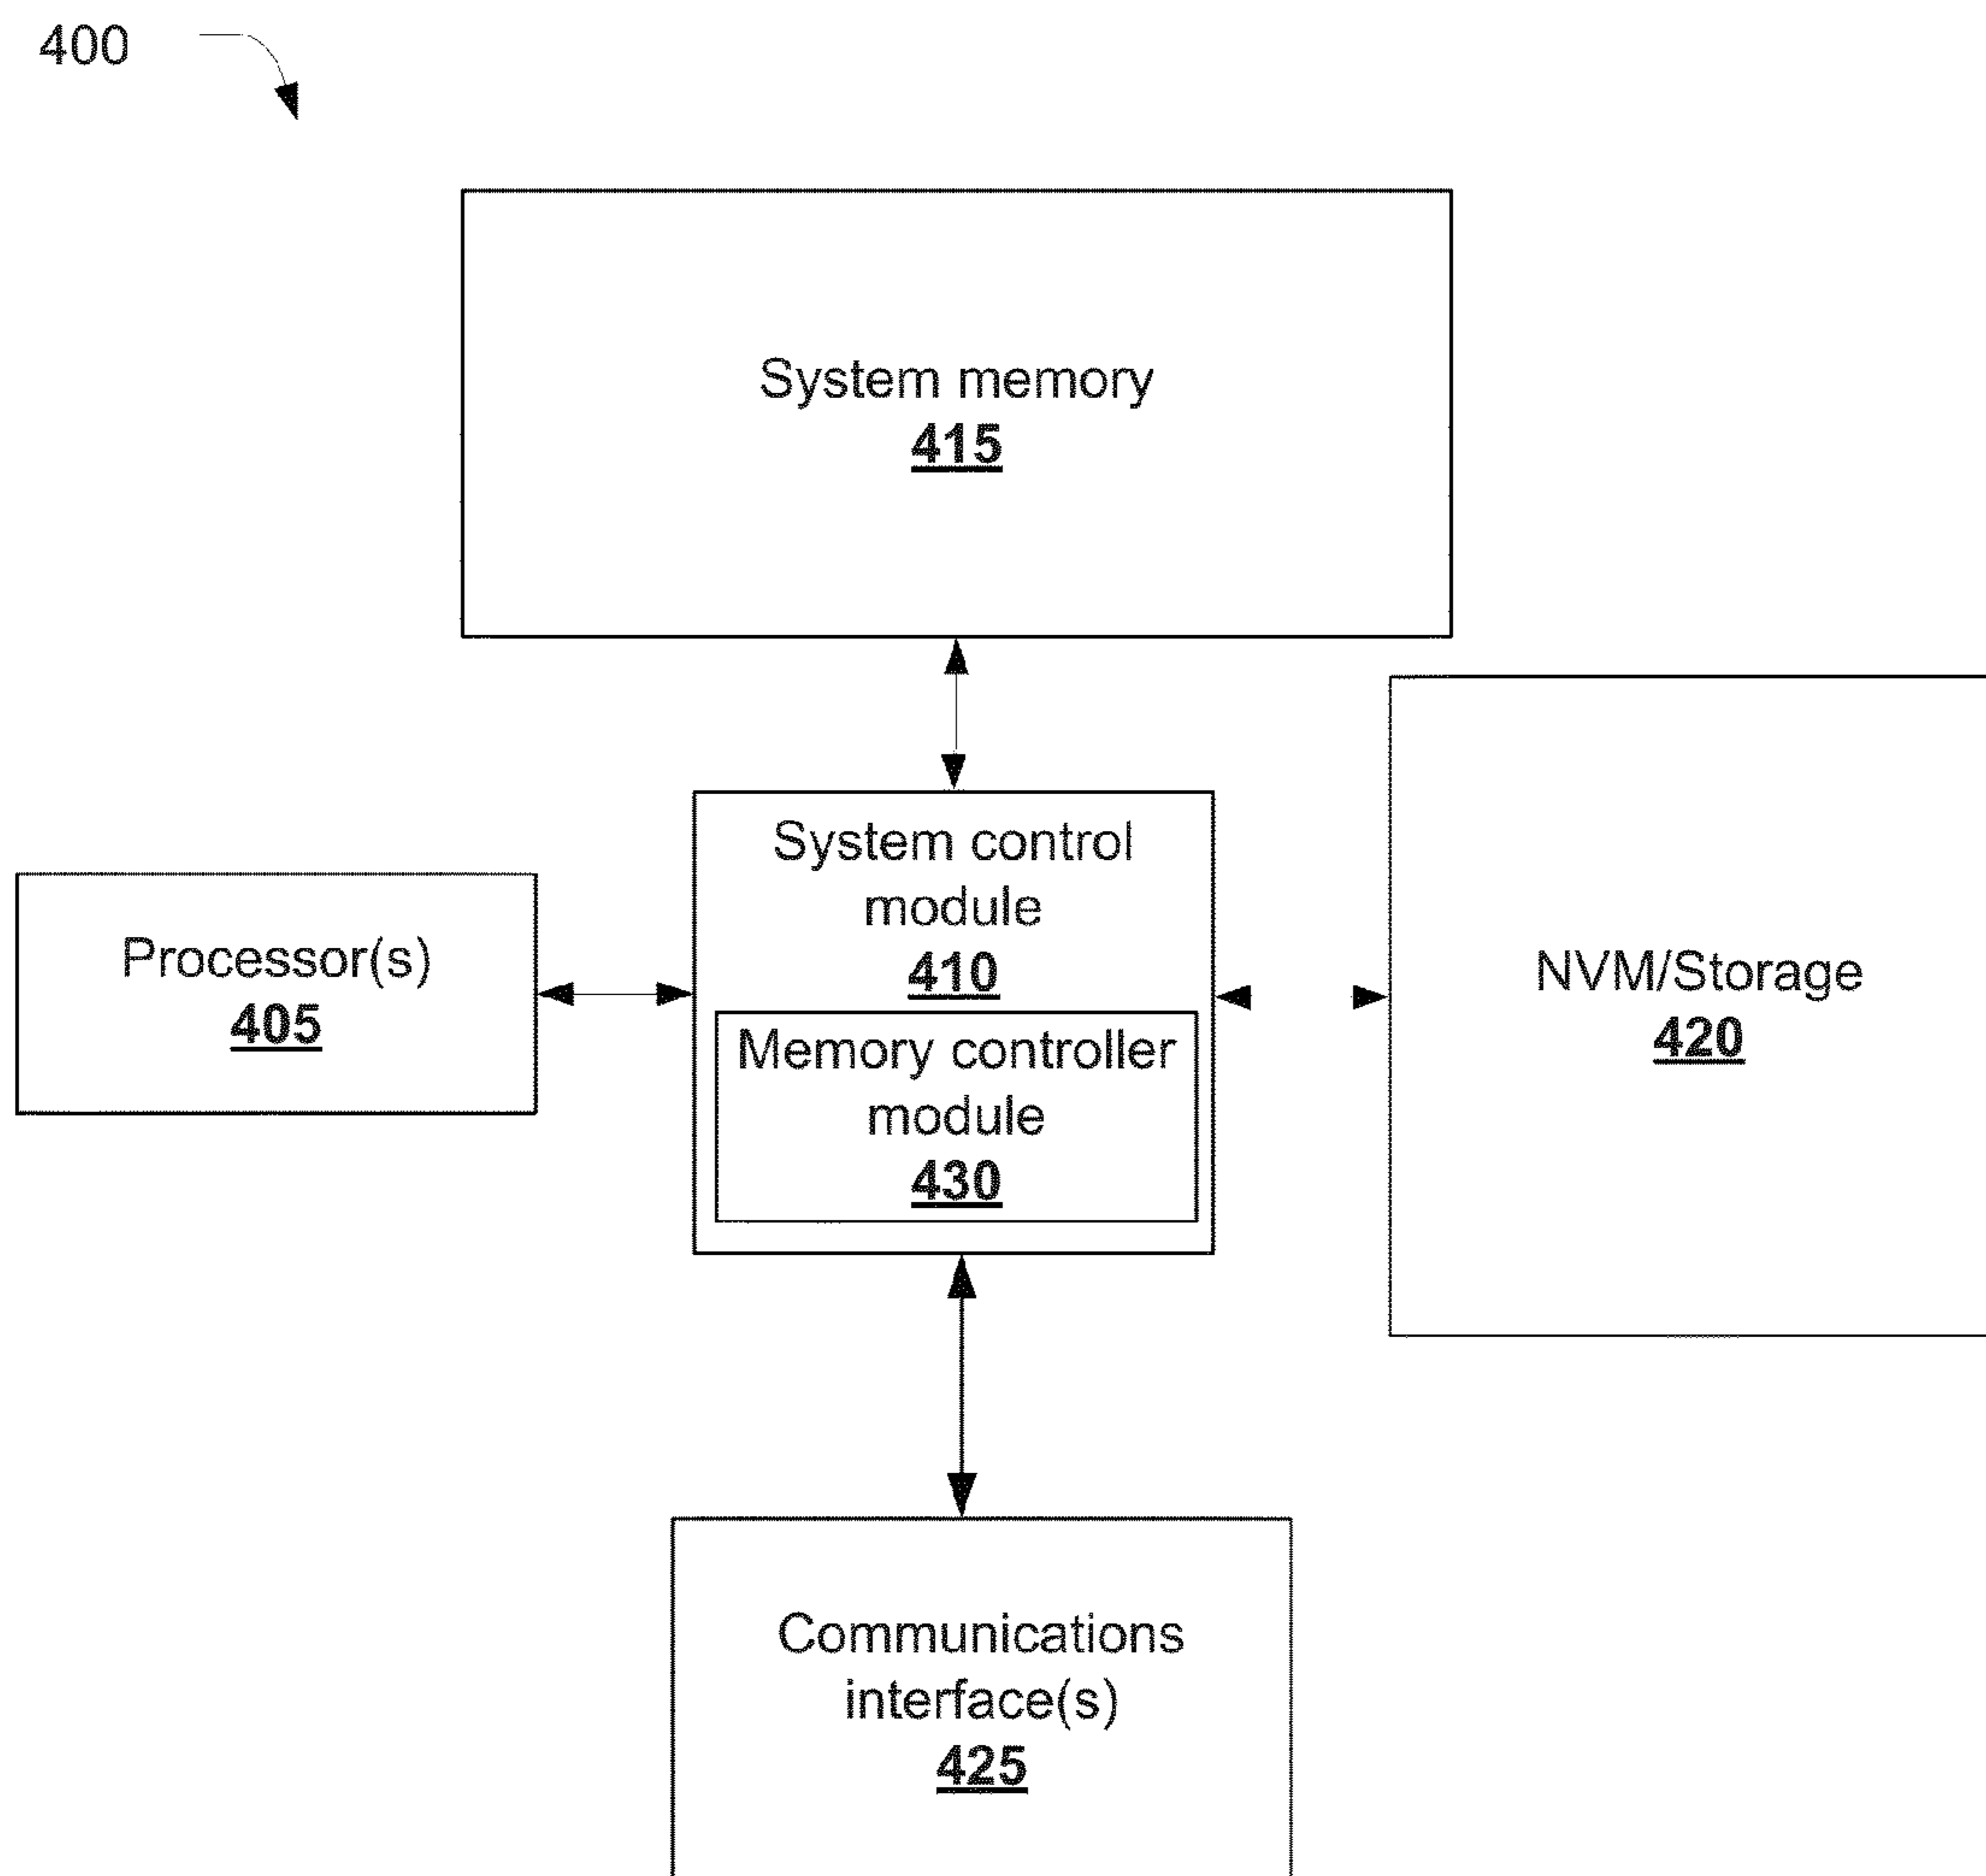 400
System memory
415
System control
module
410
Processor(s)
405
Memory controller
module
430
NVM/Storage
420
Communications
interface(s)
425